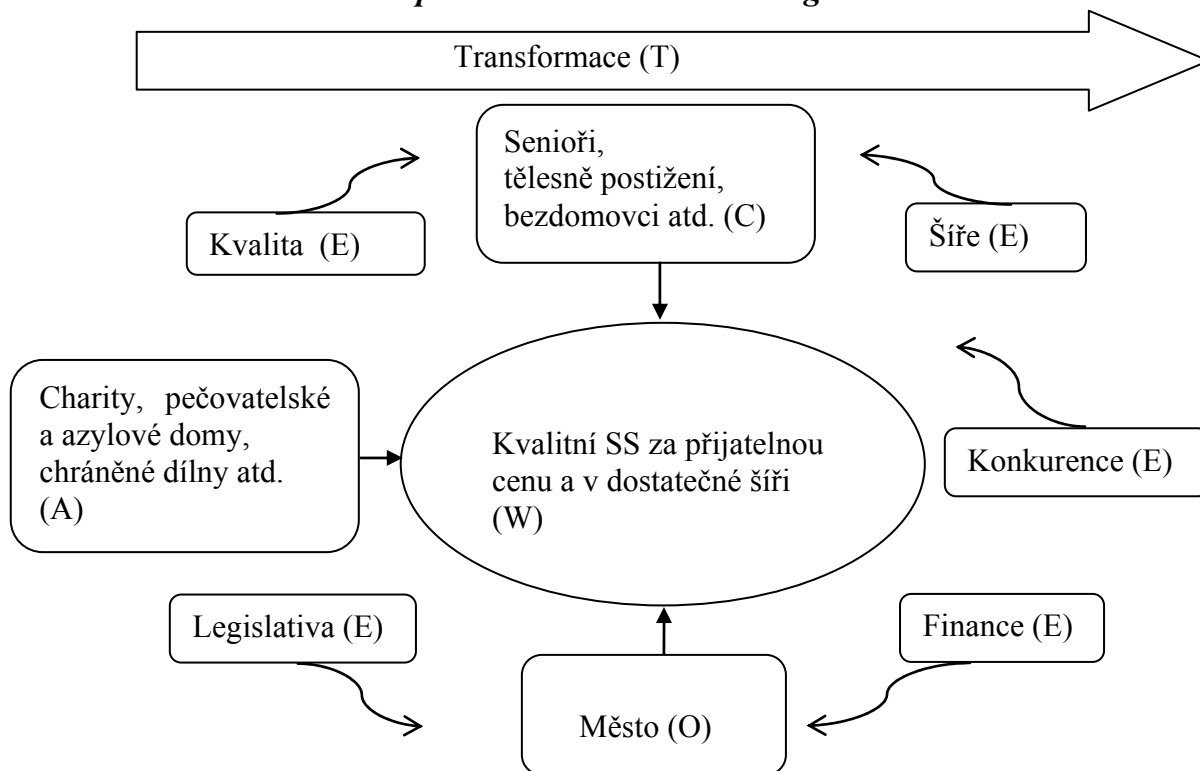 Transformace (T)
Senioři,
tělesně postižení,
bezdomovci atd. (C)
Kvalita (E)
Šíře (E)
Charity, pečovatelské
a azylové domy,
chráněné dílny atd.
(A)
Kvalitní SS za přijatelnou
cenu a v dostatečné šíři
(W)
Konkurence (E)
Legislativa (E)
Finance (E)
Město (O)